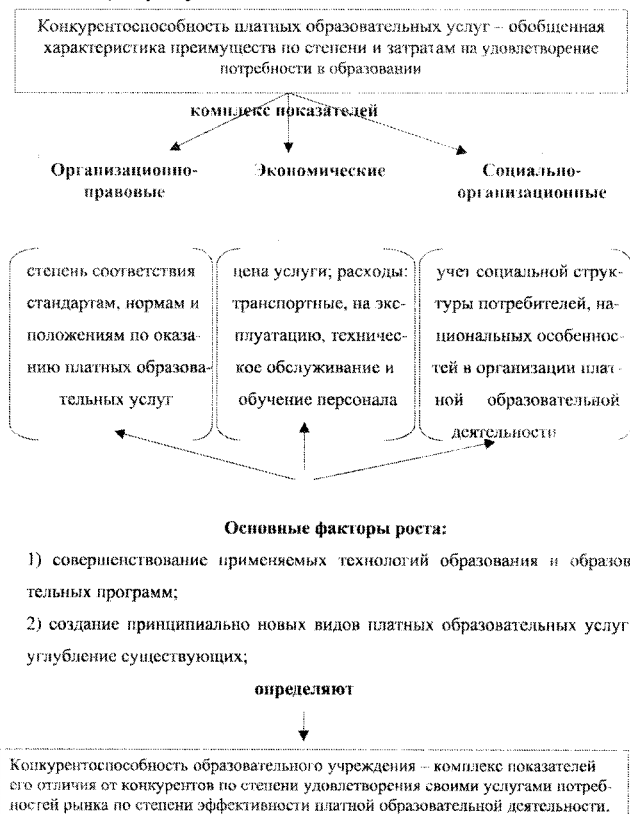 Конкурентоспособность платных образовательных услуг – обобщенная
характеристика преимуществ по степени и затратам на удовлетворение
потребности в образовании
комплекс показателей
Организационно-
правовые
Экономические
Социально-
организационные
степень соответствия
стандартам, нормам и
положениям по оказа-
нию платных образова-
тельных услуг
цена услуги; расходы:
транспортные, на экс-
плуатацию, техничес-
кое обслуживание и
обучение персонала
учет социальной струк-
туры потребителей, на-
циональных особеннос-
тей в организации плат-
ной образовательной
деятельности
Основные факторы роста:
1) совершенствование применяемых технологий образования и образов
тельных программ;
2) создание принципиально новых видов платных образовательных услуг
углубление существующих;
определяют
Конкурентоспособность образовательного учреждения – комплекс показателей
его отличия от конкурентов по степени удовлетворения своими услугами потреб-
ностей рынка по степени эффективности платной образовательной деятельности.